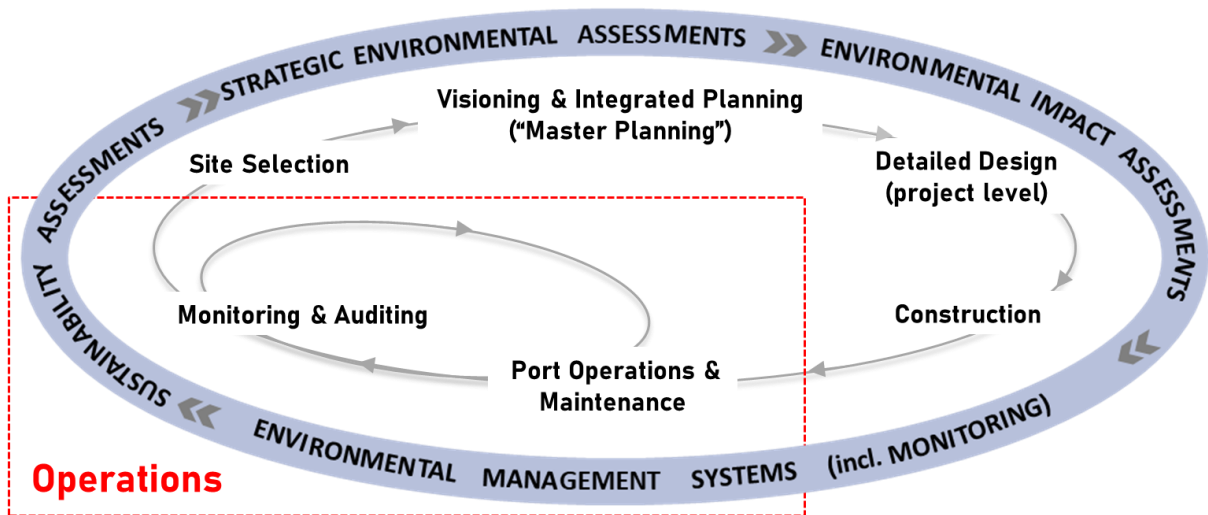 STRATEGIC ENVIRONMENTAL ASSESSMENTS
ENVIRONMENTAL IMPACT ASSESSMENTS
Visioning & Integrated Planning
(“Master Planning”)
Site Selection
Detailed Design
(project level)
Monitoring & Auditing
Construction
Port Operations &
Maintenance
SUSTAINABILITY ASSESSMENTS
ENVIRONMENTAL MANAGEMENT SYSTEMS (incl. MONITORING)
Operations